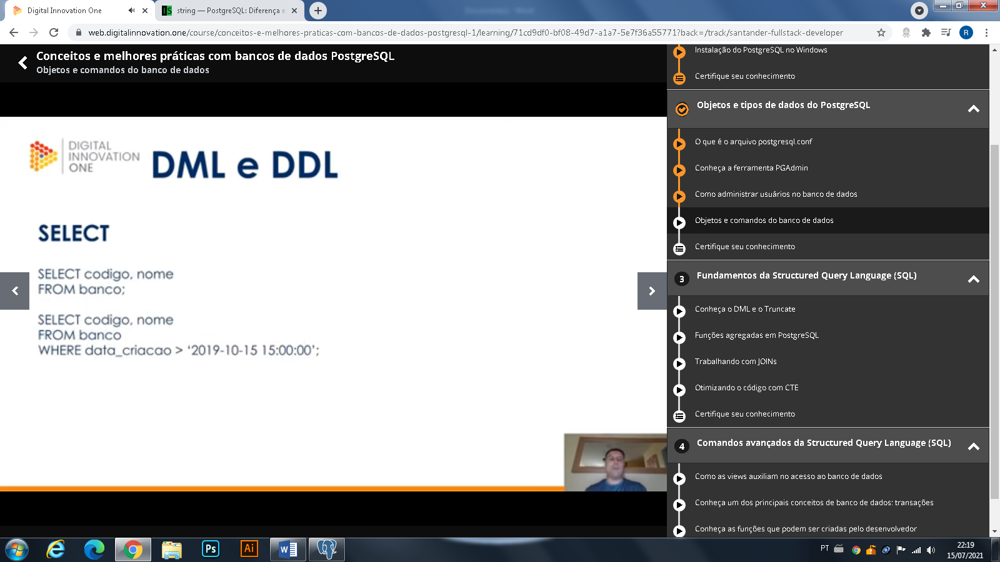 Digital Innovation One
string — PostgreSQL: Diferença e
web.digitalinnovation.one/course/conceitos-e-melhores-praticas-com-bancos-de-dados-postgresql-1/learning/71cd9df0-bf08-49d7-a1a7-5e7f36a55771?back=/track/santander-fullstack-developer
R
Conceitos e melhores práticas com bancos de dados PostgreSQL
Objetos e comandos do banco de dados
DIGITAL
INNOVATION
ONE
DML e DDL
SELECT
SELECT codigo, nome
FROM banco;
SELECT codigo, nome
FROM banco
WHERE data_criacao > ‘2019-10-15 15:00:00’;
Instalação do PostgreSQL no Windows
Certifique seu conhecimento
Objetos e tipos de dados do PostgreSQL
O que é o arquivo postgresql.conf
Conheça a ferramenta PGAdmin
Como administrar usuários no banco de dados
Objetos e comandos do banco de dados
Certifique seu conhecimento
3 Fundamentos da Structured Query Language (SQL)
Conheça o DML e o Truncate
Funções agregadas em PostgreSQL
Trabalhando com JOINs
Otimizando o código com CTE
Certifique seu conhecimento
4 Comandos avançados da Structured Query Language (SQL)
Como as views auxiliam no acesso ao banco de dados
Conheça um dos principais conceitos de banco de dados: transações
Conheça as funções que podem ser criadas pelo desenvolvedor
Ps
Ai
W
PT
22:19
15/07/2021